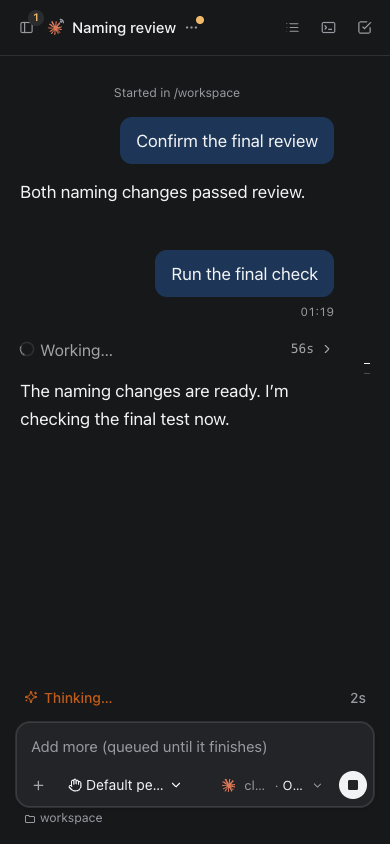 1
Naming review ...
Started in /workspace
Confirm the final review
Both naming changes passed review.
Run the final check
01:19
Working... 56s
The naming changes are ready. I’m
checking the final test now.
Thinking... 2s
Add more (queued until it finishes)
Default pe... cl... · O...
workspace